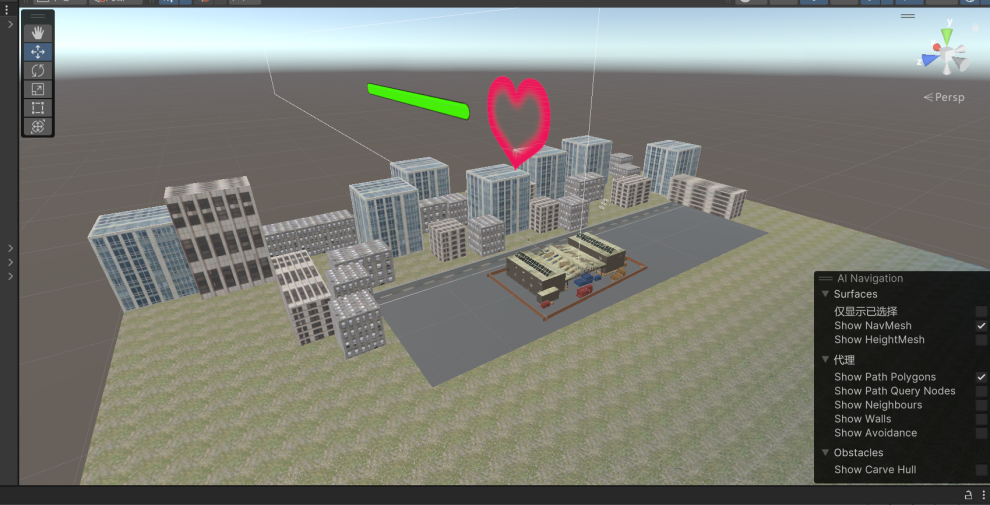 y
z
Persp
AI Navigation
Surfaces
仅显示已选择
Show NavMesh
Show HeightMesh
代理
Show Path Polygons
Show Path Query Nodes
Show Neighbours
Show Walls
Show Avoidance
Obstacles
Show Carve Hull